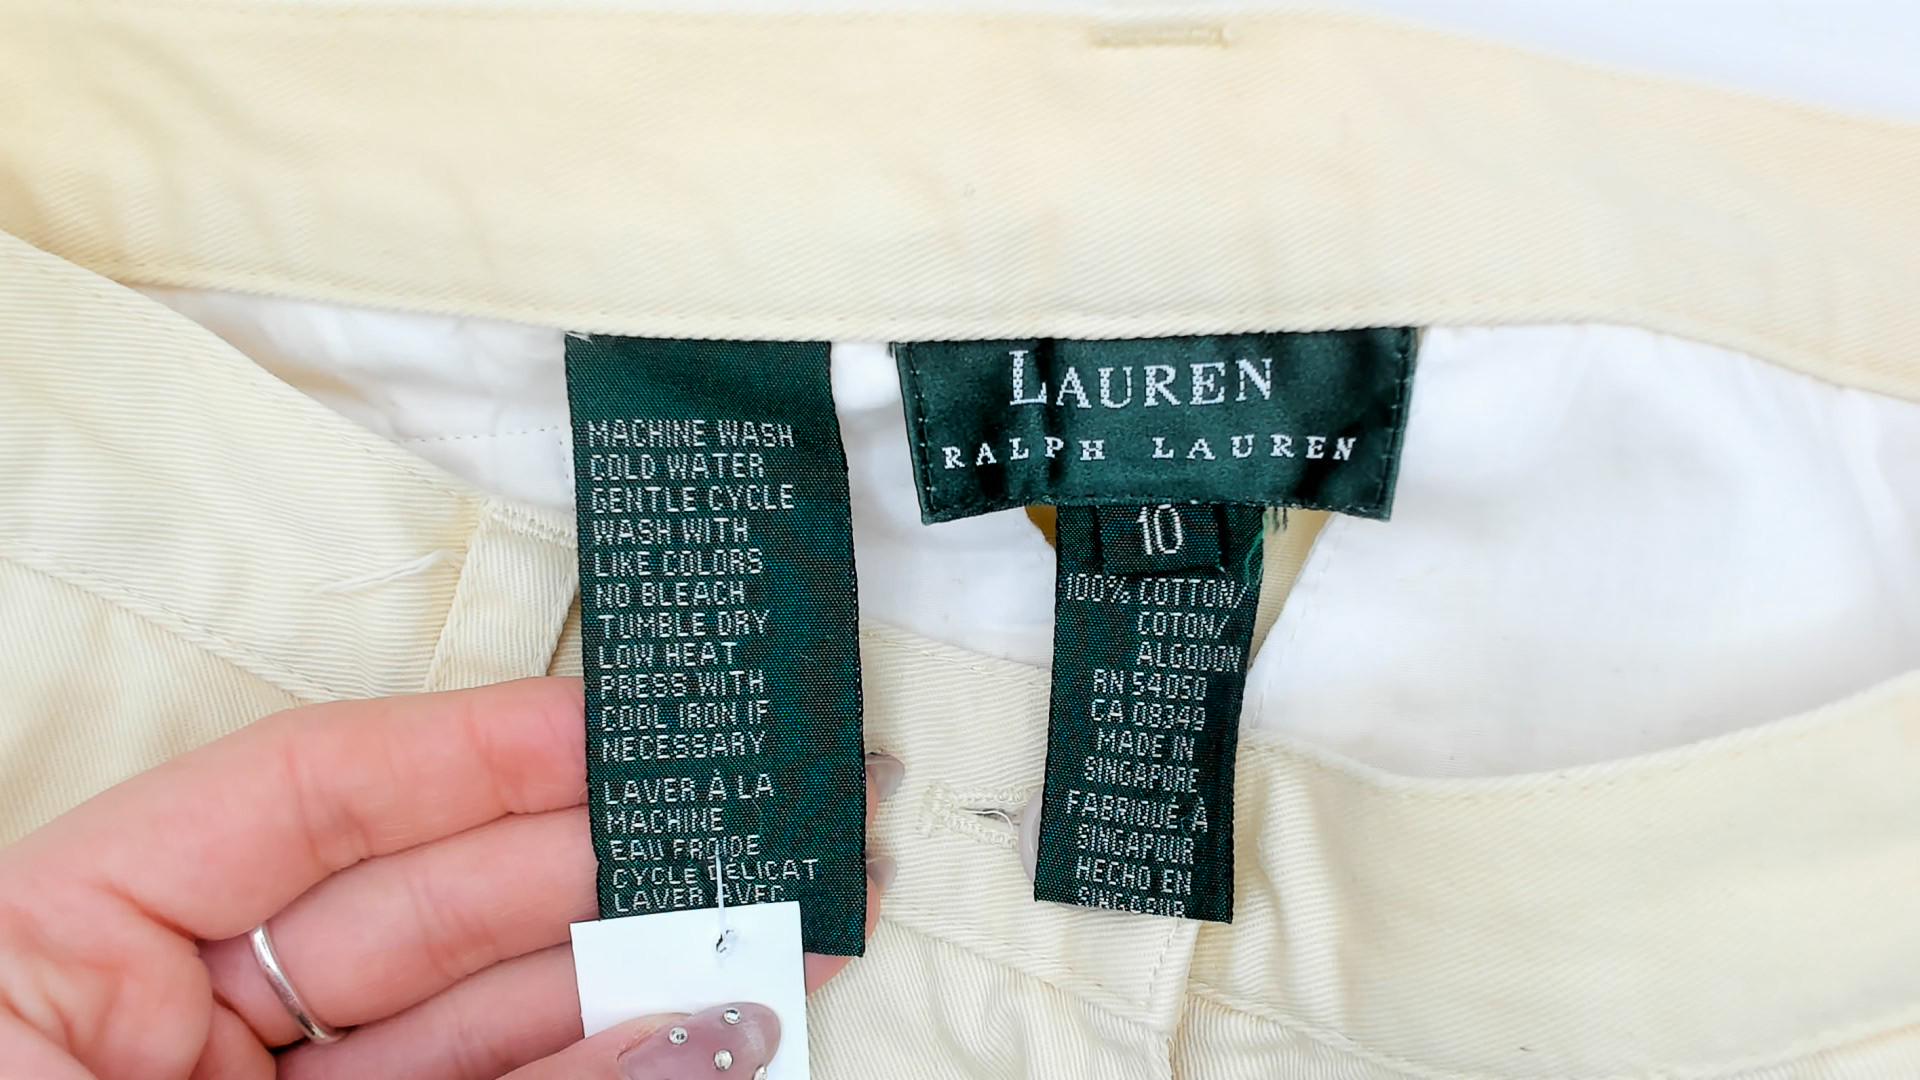 MACHINE WASH
COLD WATER
GENTLE CYCLE
WASH WITH
LIKE COLORS
NO BLEACH
TUMBLE DRY
LOW HEAT
PRESS WITH
COOL IRON IF
NECESSARY
LAVER À LA
MACHINE
EAU FROIDE
CYCLE DÉLICAT
LAVER AVEC
LAUREN
RALPH LAUREN
10
100% COTTON/
COTON/
ALGODON
RN 54050
CA 08349
MADE IN
SINGAPORE
FABRIQUÉ À
SINGAPOUR
HECHO EN